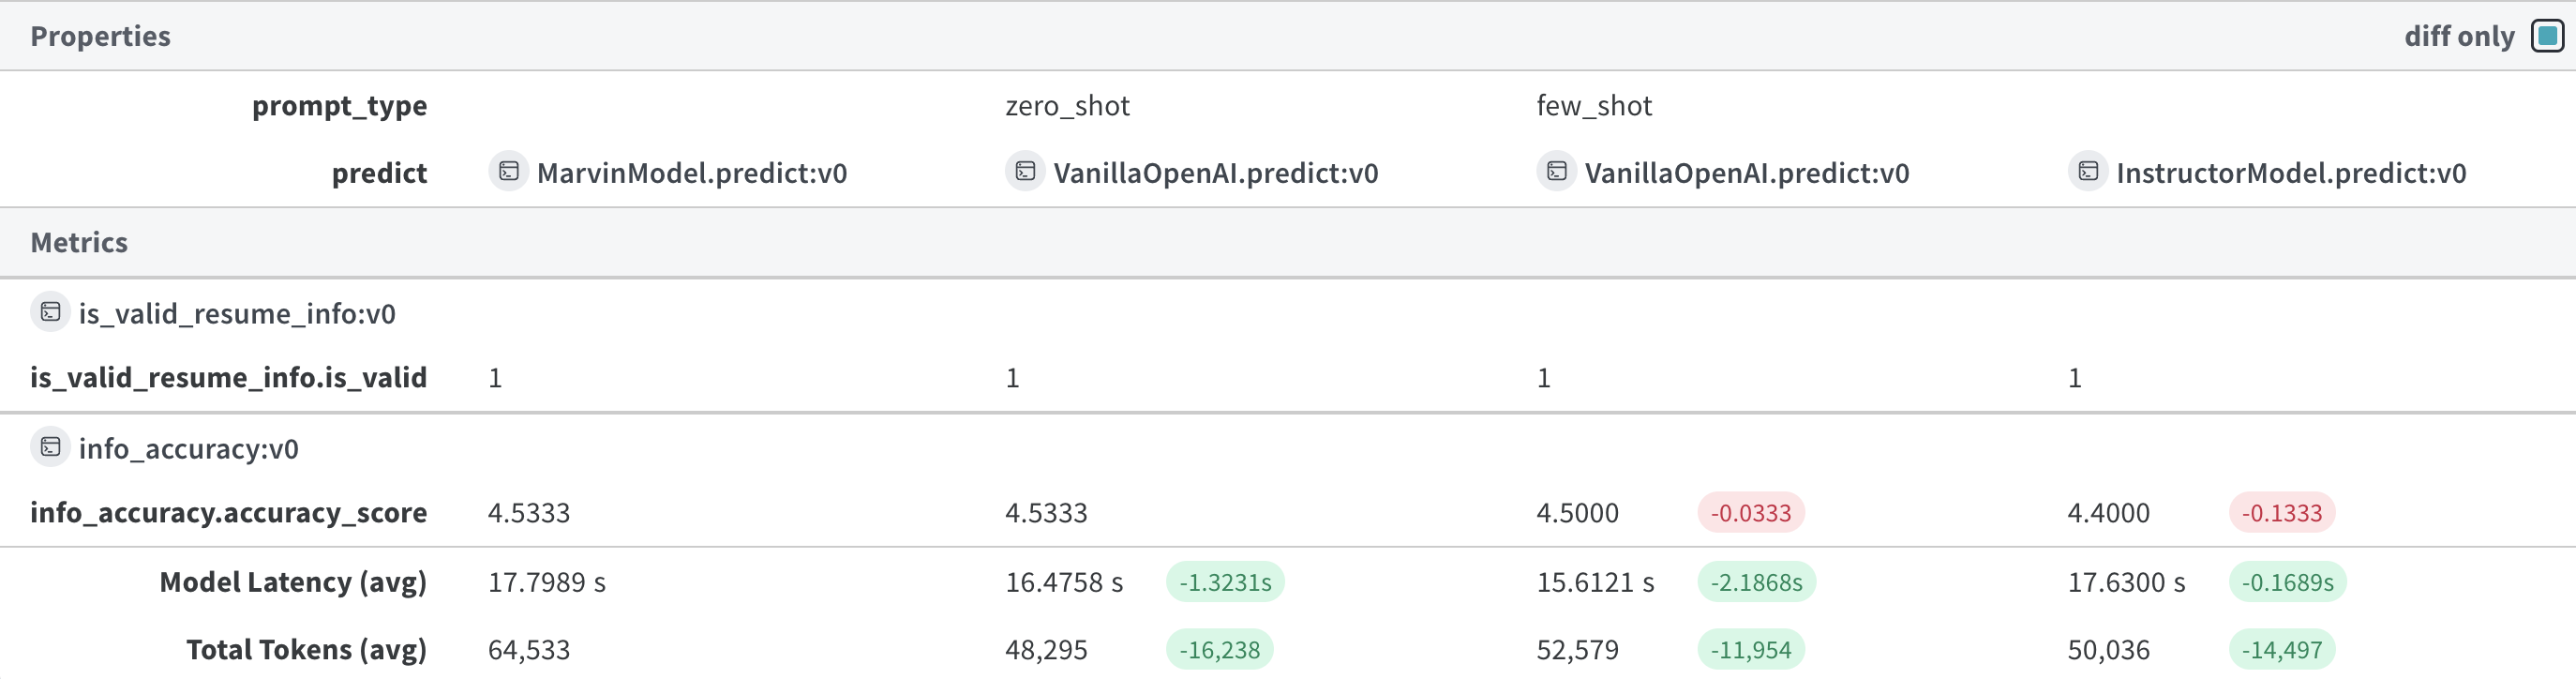 Properties diff only
prompt_type zero_shot few_shot
predict MarvinModel.predict:v0 VanillaOpenAI.predict:v0 VanillaOpenAI.predict:v0 InstructorModel.predict:v0
Metrics
is_valid_resume_info:v0
is_valid_resume_info.is_valid 1 1 1 1
info_accuracy:v0
info_accuracy.accuracy_score 4.5333 4.5333 4.5000 -0.0333 4.4000 -0.1333
Model Latency (avg) 17.7989 s 16.4758 s -1.3231s 15.6121 s -2.1868s 17.6300 s -0.1689s
Total Tokens (avg) 64,533 48,295 -16,238 52,579 -11,954 50,036 -14,497